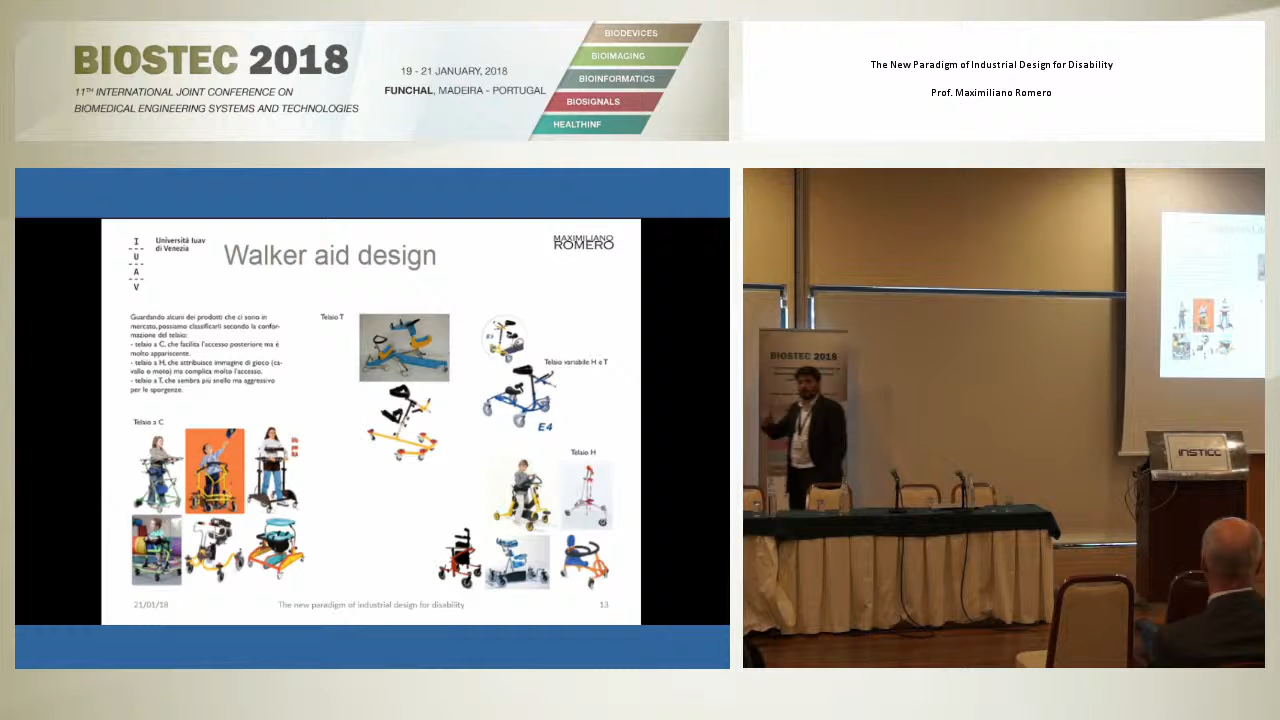 BIOSTEC 2018
11TH INTERNATIONAL JOINT CONFERENCE ON
BIOMEDICAL ENGINEERING SYSTEMS AND TECHNOLOGIES
19 - 21 JANUARY, 2018
FUNCHAL, MADEIRA - PORTUGAL
BIODEVICES
BIOIMAGING
BIOINFORMATICS
BIOSIGNALS
HEALTHINF
The New Paradigm of Industrial Design for Disability
Prof. Maximiliano Romero
I
U
A
V
Università Iuav
di Venezia
Walker aid design
MAXIMILIANO
ROMERO
Guardando alcuni dei prodotti che ci sono in
mercato, possiamo classificarli secondo la confor-
mazione del telaio:
- telaio a C, che facilita l'accesso posteriore ma è
molto appariscente.
- telaio a H, che attribuisce immagine di gioco (ca-
vallo o moto) ma complica molto l'accesso.
- telaio a T, che sembra più snello ma aggressivo
per le sporgenze.
Telaio T
E3
Telaio variabile H e T
E4
Telaio a C
Telaio H
21/01/18
The new paradigm of industrial design for disability
13
BIOSTEC 2018
INSTICC